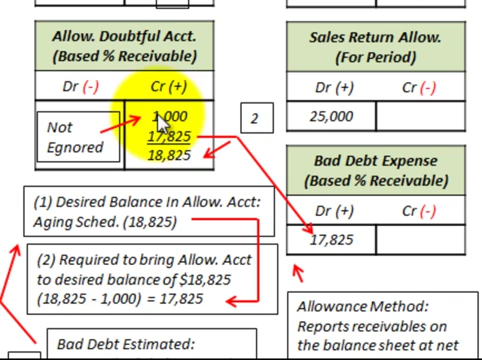 Allow. Doubtful Acct.
(Based % Receivable)
Dr (-) Cr (+)
Not
Egnored
1,000
17,825
18,825
2
Sales Return Allow.
(For Period)
Dr (+) Cr (-)
25,000
Bad Debt Expense
(Based % Receivable)
Dr (+) Cr (-)
17,825
(1) Desired Balance In Allow. Acct:
Aging Sched. (18,825)
(2) Required to bring Allow. Acct
to desired balance of $18,825
(18,825 - 1,000) = 17,825
Allowance Method:
Reports receivables on
the balance sheet at net
Bad Debt Estimated: